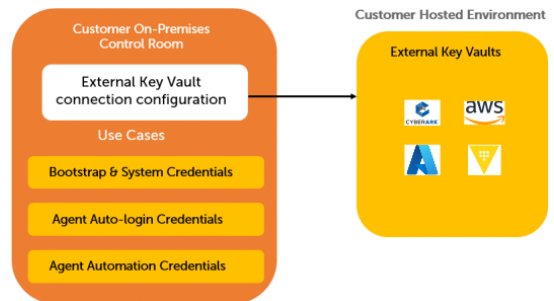 Customer On-Premises
Control Room
External Key Vault
connection configuration
Use Cases
Bootstrap & System Credentials
Agent Auto-login Credentials
Agent Automation Credentials
Customer Hosted Environment
External Key Vaults
CYBERARK
aws